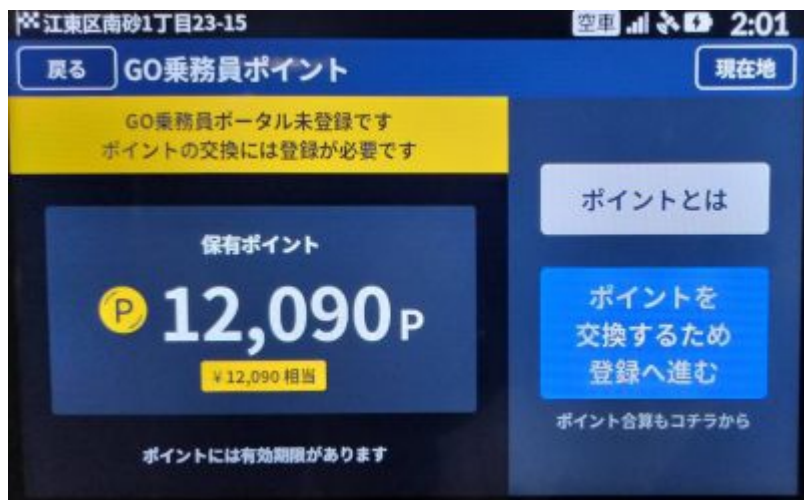 江東区南砂1丁目23-15
空車
2:01
戻る
GO乗務員ポイント
現在地
GO乗務員ポータル未登録です
ポイントの交換には登録が必要です
保有ポイント
P 12,090 P
¥12,090 相当
ポイントには有効期限があります
ポイントとは
ポイントを
交換するため
登録へ進む
ポイント合算もコチラから